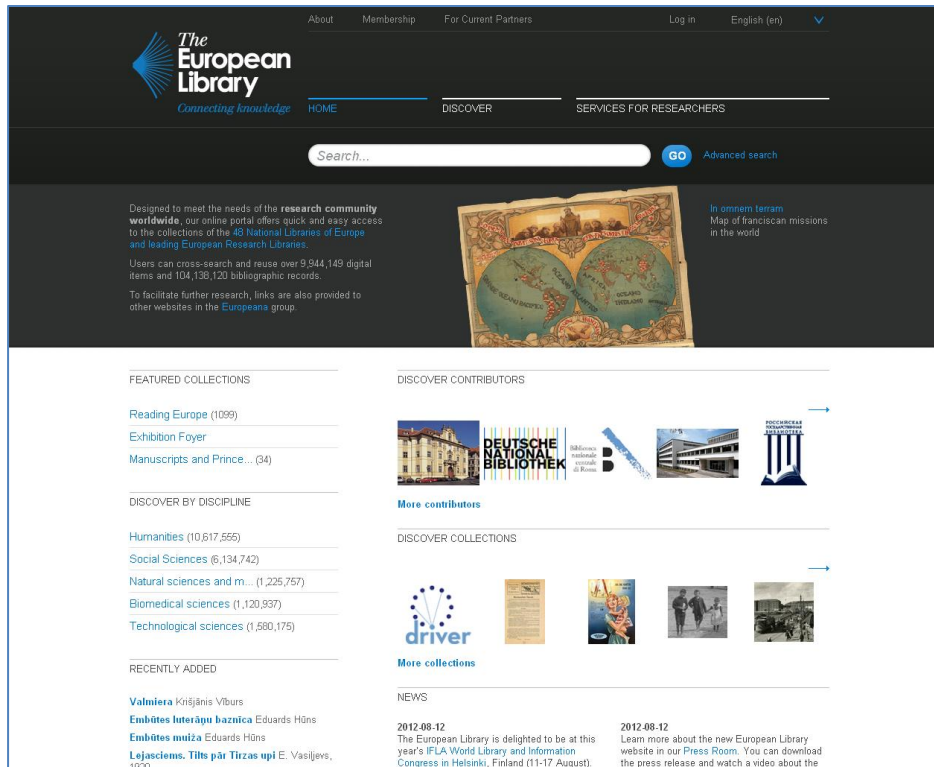 About Membership For Current Partners Log in English (en)
The
European
Library
Connecting knowledge
HOME DISCOVER SERVICES FOR RESEARCHERS
Search... GO Advanced search
Designed to meet the needs of the research community
worldwide, our online portal offers quick and easy access
to the collections of the 48 National Libraries of Europe
and leading European Research Libraries.
Users can cross-search and reuse over 9,944,149 digital
items and 104,138,120 bibliographic records.
To facilitate further research, links are also provided to
other websites in the Europeana group.
In omnem terram
Map of franciscan missions
in the world
FEATURED COLLECTIONS
Reading Europe (1099)
Exhibition Foyer
Manuscripts and Prince... (34)
DISCOVER BY DISCIPLINE
Humanities (10,617,555)
Social Sciences (6,134,742)
Natural sciences and m... (1,225,757)
Biomedical sciences (1,120,937)
Technological sciences (1,580,175)
RECENTLY ADDED
Valmiera Krišjānis Vīburs
Embūtes luterāņu baznīca Eduards Hūns
Embūtes muiža Eduards Hūns
Lejasciems. Tilts pār Tirzas upi E. Vasiļjevs,
1920
DISCOVER CONTRIBUTORS
DEUTSCHE
NATIONAL
BIBLIOTHEK
Biblioteca
nazionale
centrale
di Roma
РОССИЙСКАЯ
ГОСУДАРСТВЕННАЯ
БИБЛИОТЕКА
More contributors
DISCOVER COLLECTIONS
driver
More collections
NEWS
2012-08-12
The European Library is delighted to be at this
year's IFLA World Library and Information
Congress in Helsinki, Finland (11-17 August).
2012-08-12
Learn more about the new European Library
website in our Press Room. You can download
the press release and watch a video about the